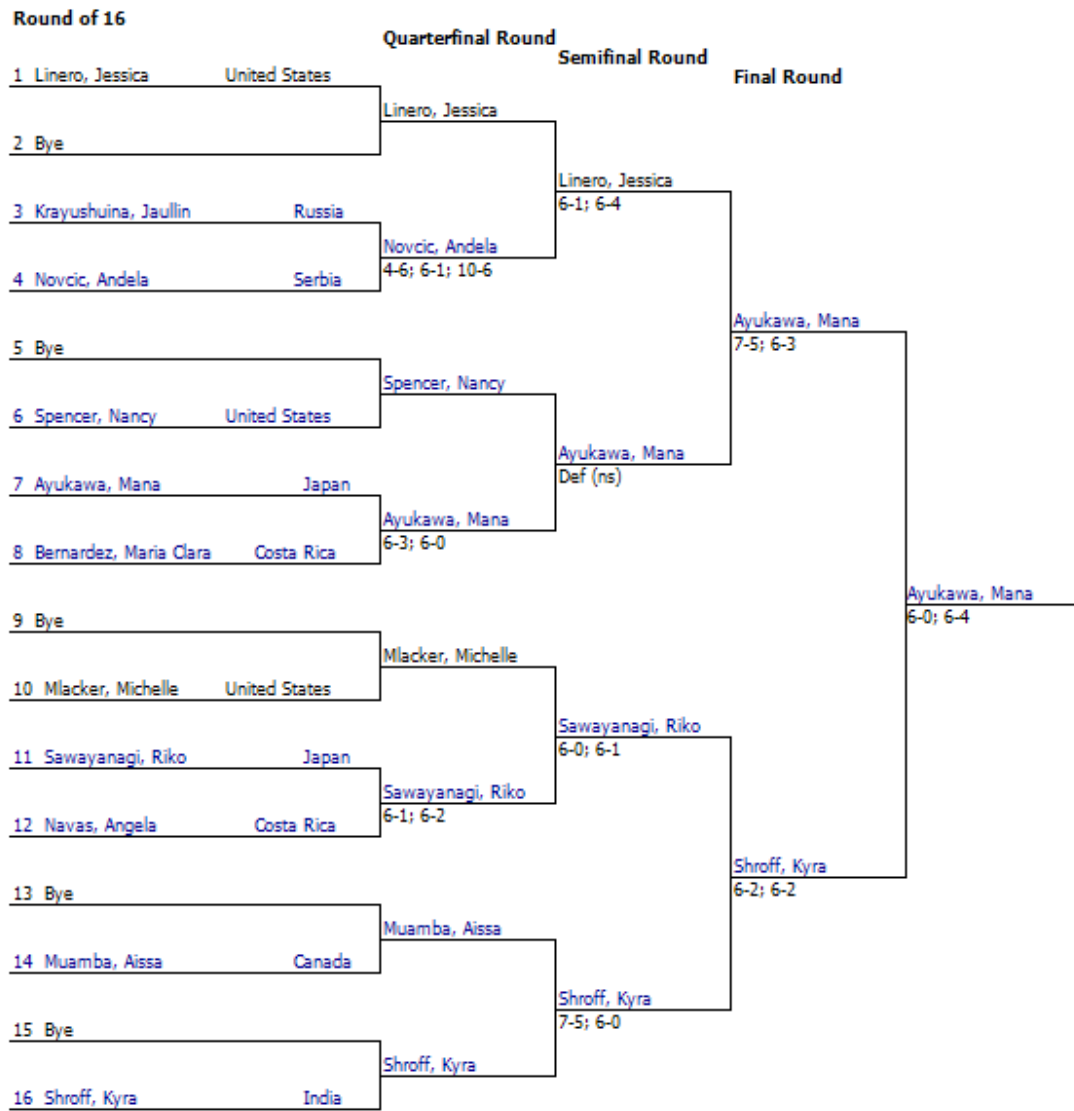 Round of 16
Quarterfinal Round
Semifinal Round
Final Round
1 Linero, Jessica United States
Linero, Jessica
2 Bye
Linero, Jessica
6-1; 6-4
3 Krayushuina, Jaullin Russia
Novcic, Andela
4-6; 6-1; 10-6
4 Novcic, Andela Serbia
Ayukawa, Mana
7-5; 6-3
5 Bye
Spencer, Nancy
6 Spencer, Nancy United States
Ayukawa, Mana
Def (ns)
7 Ayukawa, Mana Japan
Ayukawa, Mana
6-3; 6-0
8 Bernardez, Maria Clara Costa Rica
Ayukawa, Mana
6-0; 6-4
9 Bye
Mlacker, Michelle
10 Mlacker, Michelle United States
Sawayanagi, Riko
6-0; 6-1
11 Sawayanagi, Riko Japan
Sawayanagi, Riko
6-1; 6-2
12 Navas, Angela Costa Rica
Shroff, Kyra
6-2; 6-2
13 Bye
Muamba, Aissa
14 Muamba, Aissa Canada
Shroff, Kyra
7-5; 6-0
15 Bye
Shroff, Kyra
16 Shroff, Kyra India